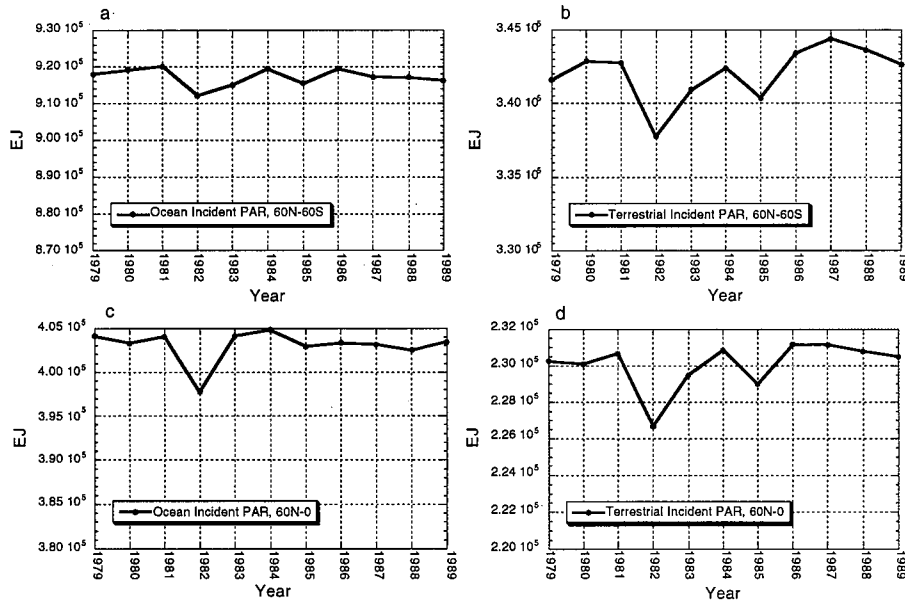 a
9.30 10⁵
9.20 10⁵
9.10 10⁵
9.00 10⁵
8.90 10⁵
8.80 10⁵
8.70 10⁵
EJ
Ocean Incident PAR, 60N-60S
1979 1980 1981 1982 1983 1984 1985 1986 1987 1988 1989
Year
b
3.45 10⁵
3.40 10⁵
3.35 10⁵
3.30 10⁵
EJ
Terrestrial Incident PAR, 60N-60S
1979 1980 1981 1982 1983 1984 1985 1986 1987 1988 1989
Year
c
4.05 10⁵
4.00 10⁵
3.95 10⁵
3.90 10⁵
3.85 10⁵
3.80 10⁵
EJ
Ocean Incident PAR, 60N-0
1979 1980 1981 1982 1983 1984 1985 1986 1987 1988 1989
Year
d
2.32 10⁵
2.30 10⁵
2.28 10⁵
2.26 10⁵
2.24 10⁵
2.22 10⁵
2.20 10⁵
EJ
Terrestrial Incident PAR, 60N-0
1979 1980 1981 1982 1983 1984 1985 1986 1987 1988 1989
Year